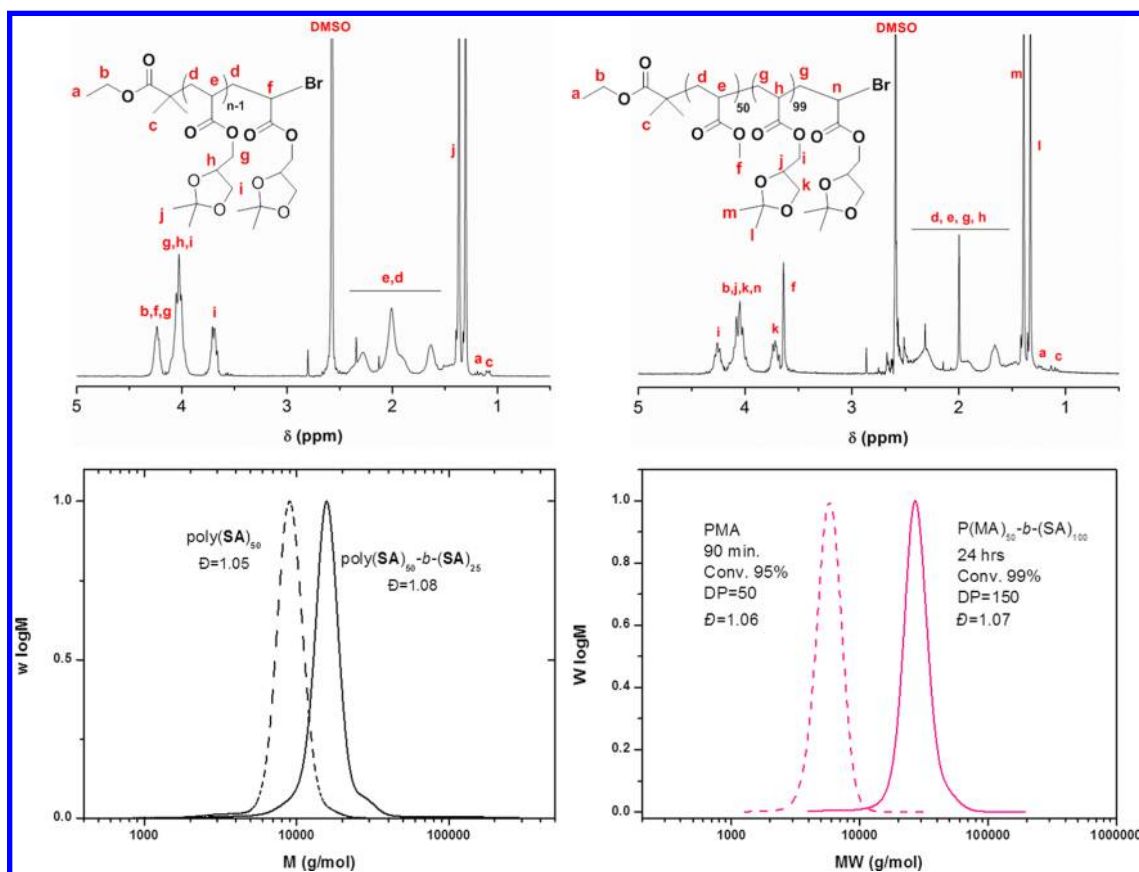 DMSO
b
a
O
O
c
d
e
d
f
Br
n-1
O
O
O
O
g
h
i
O
O
O
O
j
j
g,h,i
b,f,g
i
e,d
a
c
5
4
3
2
1
δ (ppm)
DMSO
b
a
O
O
c
d
e
50
g
h
99
g
n
Br
O
O
O
O
O
O
f
j
i
k
O
O
O
O
m
l
m
l
d, e, g, h
b,j,k,n
f
i
k
a
c
5
4
3
2
1
δ (ppm)
w logM
1.0
0.5
0.0
poly(SA)50
Đ=1.05
poly(SA)50-b-(SA)25
Đ=1.08
1000
10000
100000
M (g/mol)
W logM
1.0
0.8
0.6
0.4
0.2
0.0
PMA
90 min.
Conv. 95%
DP=50
Đ=1.06
P(MA)50-b-(SA)100
24 hrs
Conv. 99%
DP=150
Đ=1.07
1000
10000
100000
1000000
MW (g/mol)